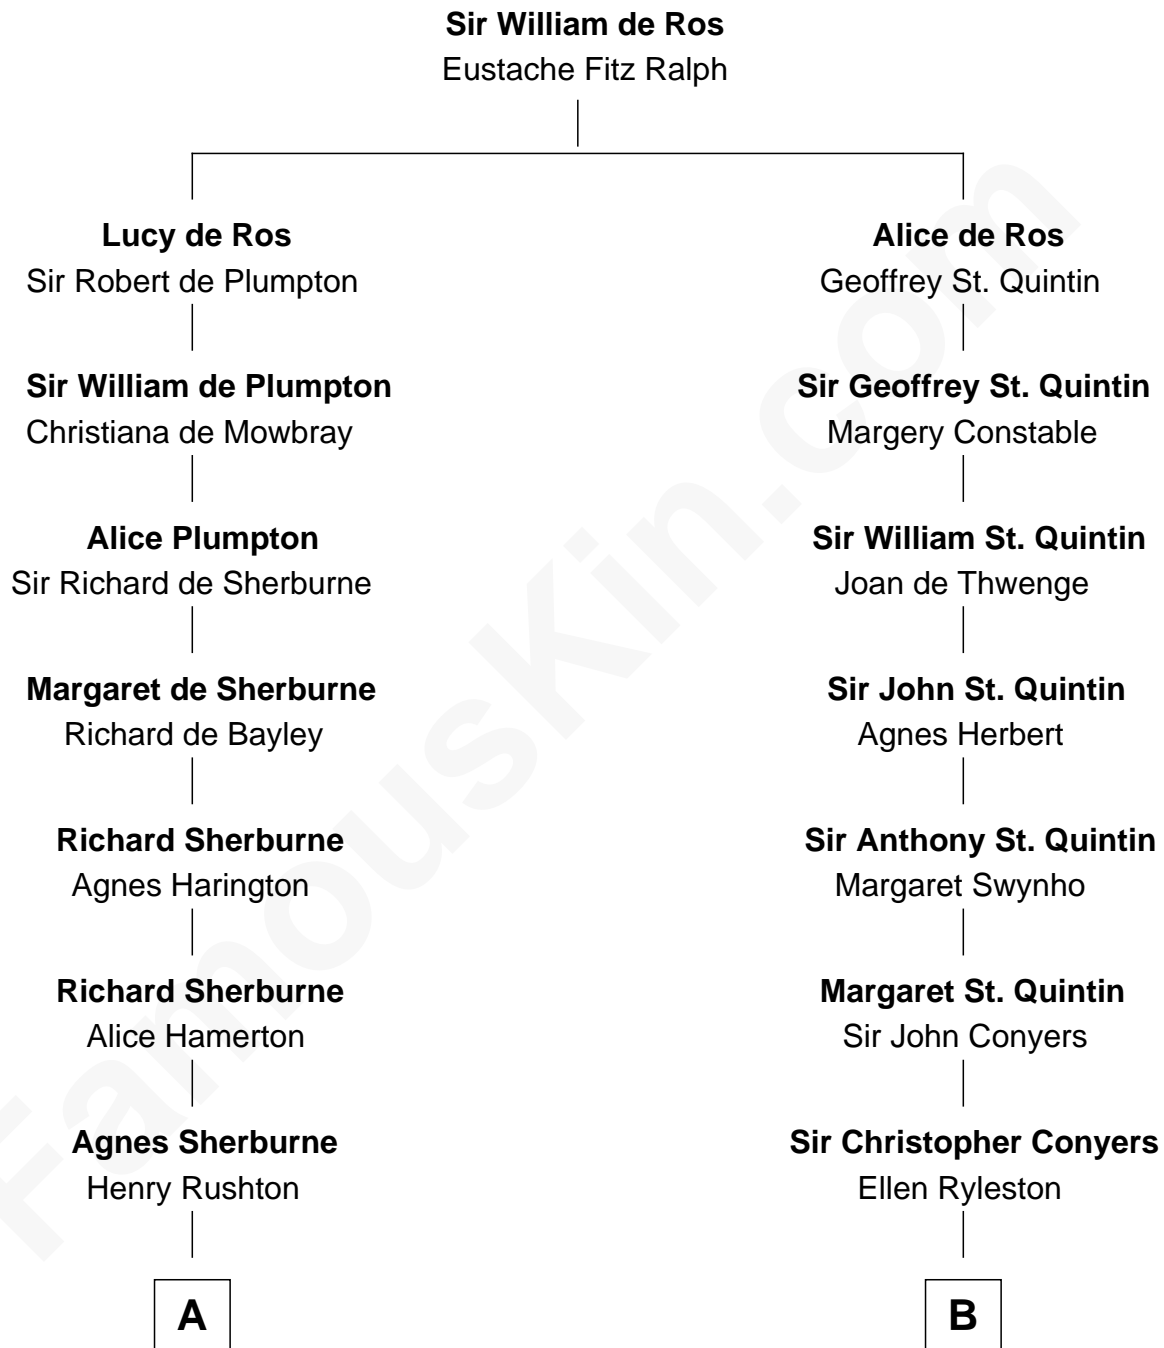 Sir William de Ros
Eustache Fitz Ralph
Lucy de Ros
Sir Robert de Plumpton
Alice de Ros
Geoffrey St. Quintin
Sir William de Plumpton
Christiana de Mowbray
Sir Geoffrey St. Quintin
Margery Constable
Alice Plumpton
Sir Richard de Sherburne
Sir William St. Quintin
Joan de Thwenge
Margaret de Sherburne
Richard de Bayley
Sir John St. Quintin
Agnes Herbert
Richard Sherburne
Agnes Harington
Sir Anthony St. Quintin
Margaret Swynho
Richard Sherburne
Alice Hamerton
Margaret St. Quintin
Sir John Conyers
Agnes Sherburne
Henry Rushton
Sir Christopher Conyers
Ellen Ryleston
A
B
FamousKin.com